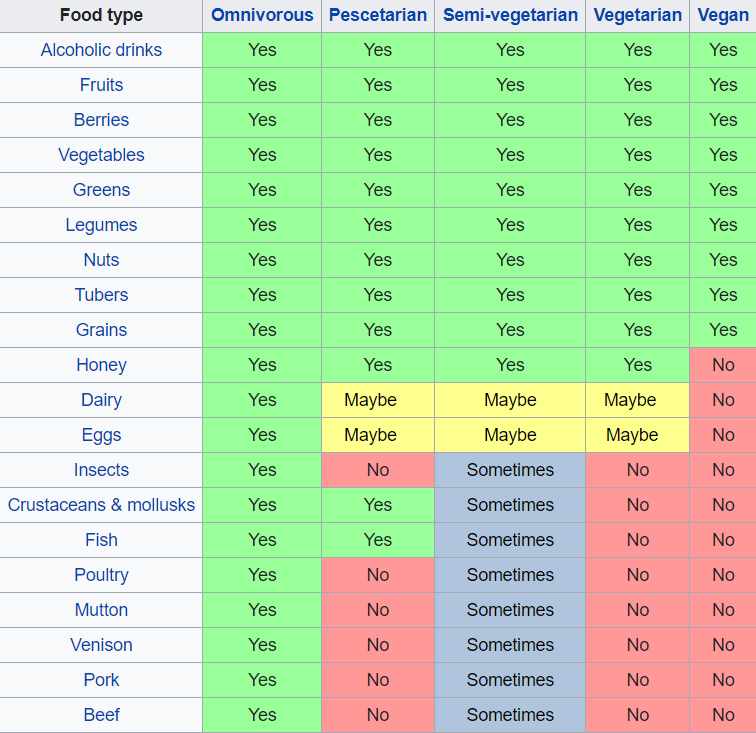 Food type Omnivorous Pescetarian Semi-vegetarian Vegetarian Vegan
Alcoholic drinks Yes Yes Yes Yes Yes
Fruits Yes Yes Yes Yes Yes
Berries Yes Yes Yes Yes Yes
Vegetables Yes Yes Yes Yes Yes
Greens Yes Yes Yes Yes Yes
Legumes Yes Yes Yes Yes Yes
Nuts Yes Yes Yes Yes Yes
Tubers Yes Yes Yes Yes Yes
Grains Yes Yes Yes Yes Yes
Honey Yes Yes Yes Yes No
Dairy Yes Maybe Maybe Maybe No
Eggs Yes Maybe Maybe Maybe No
Insects Yes No Sometimes No No
Crustaceans & mollusks Yes Yes Sometimes No No
Fish Yes Yes Sometimes No No
Poultry Yes No Sometimes No No
Mutton Yes No Sometimes No No
Venison Yes No Sometimes No No
Pork Yes No Sometimes No No
Beef Yes No Sometimes No No